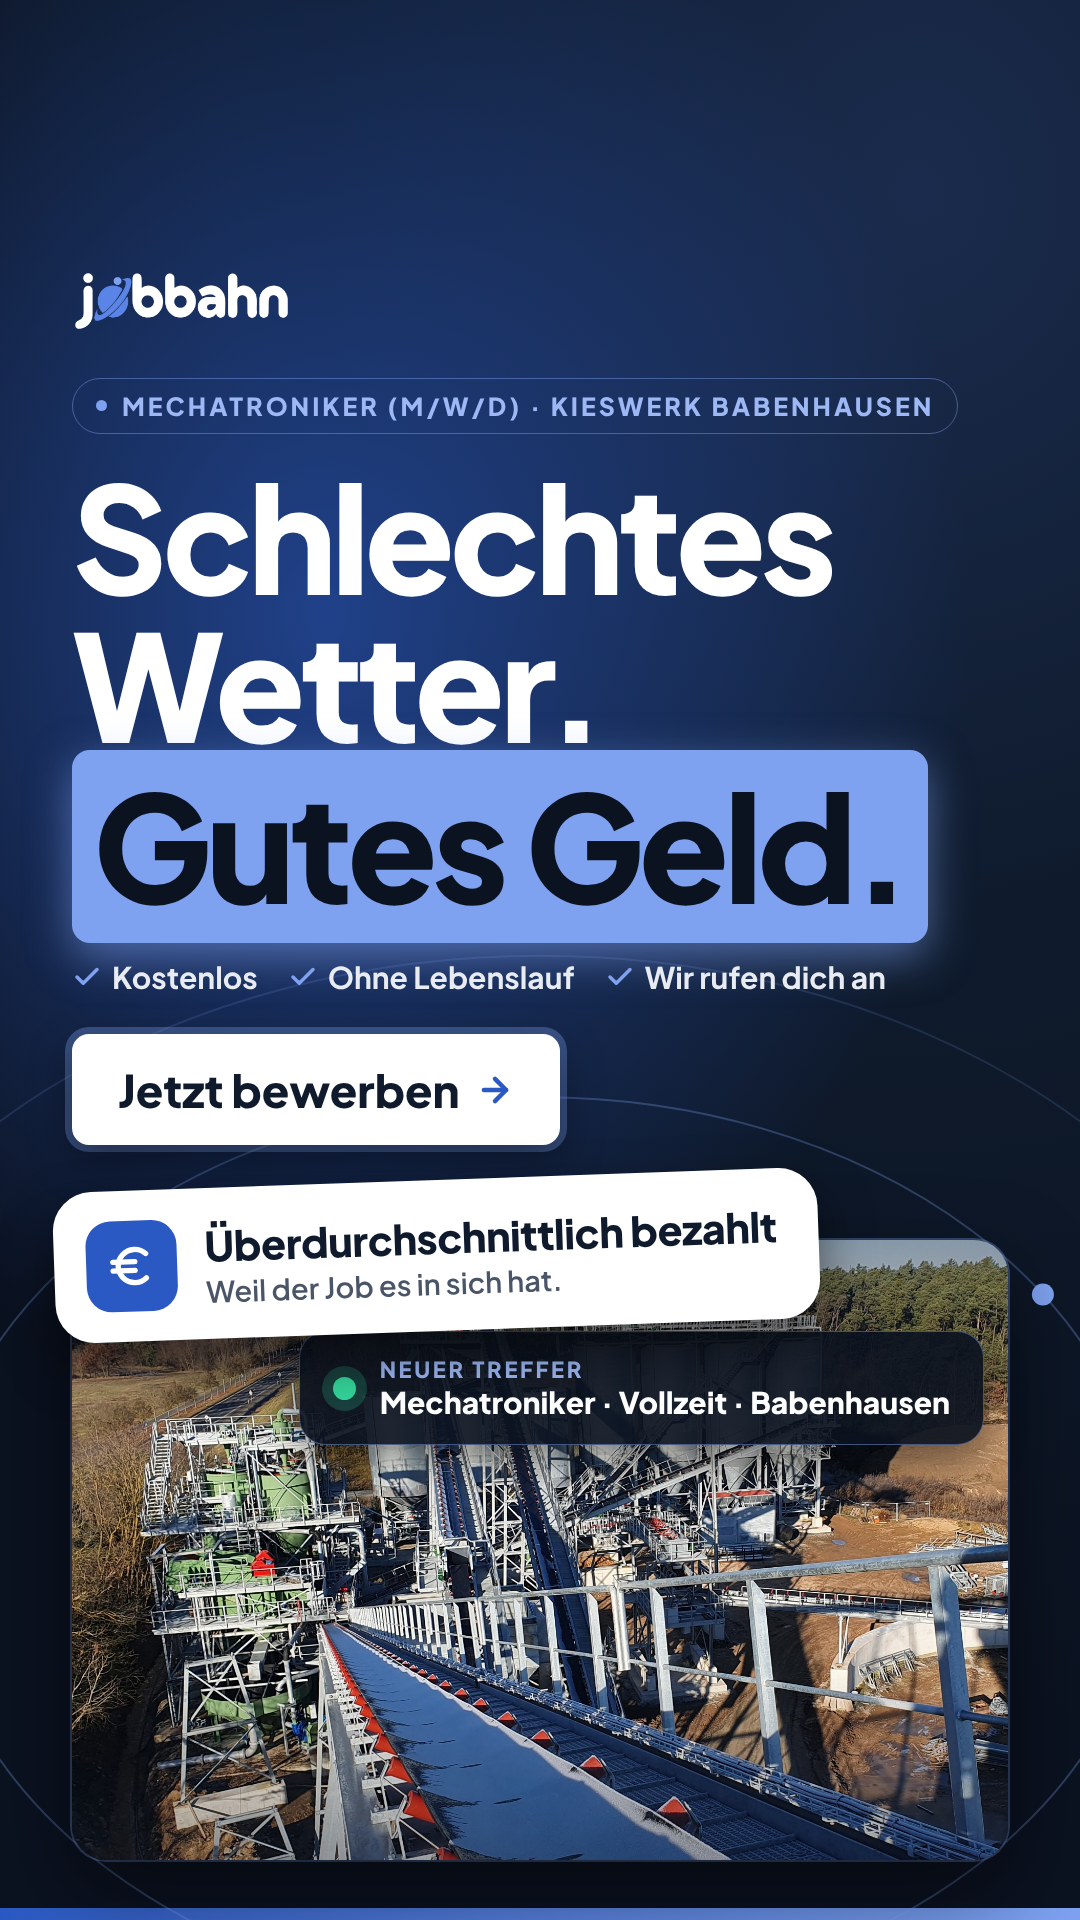 jobbahn
MECHATRONIKER (M/W/D) · KIESWERK BABENHAUSEN
Schlechtes
Wetter.
Gutes Geld.
Kostenlos Ohne Lebenslauf Wir rufen dich an
Jetzt bewerben →
€
Überdurchschnittlich bezahlt
Weil der Job es in sich hat.
NEUER TREFFER
Mechatroniker · Vollzeit · Babenhausen